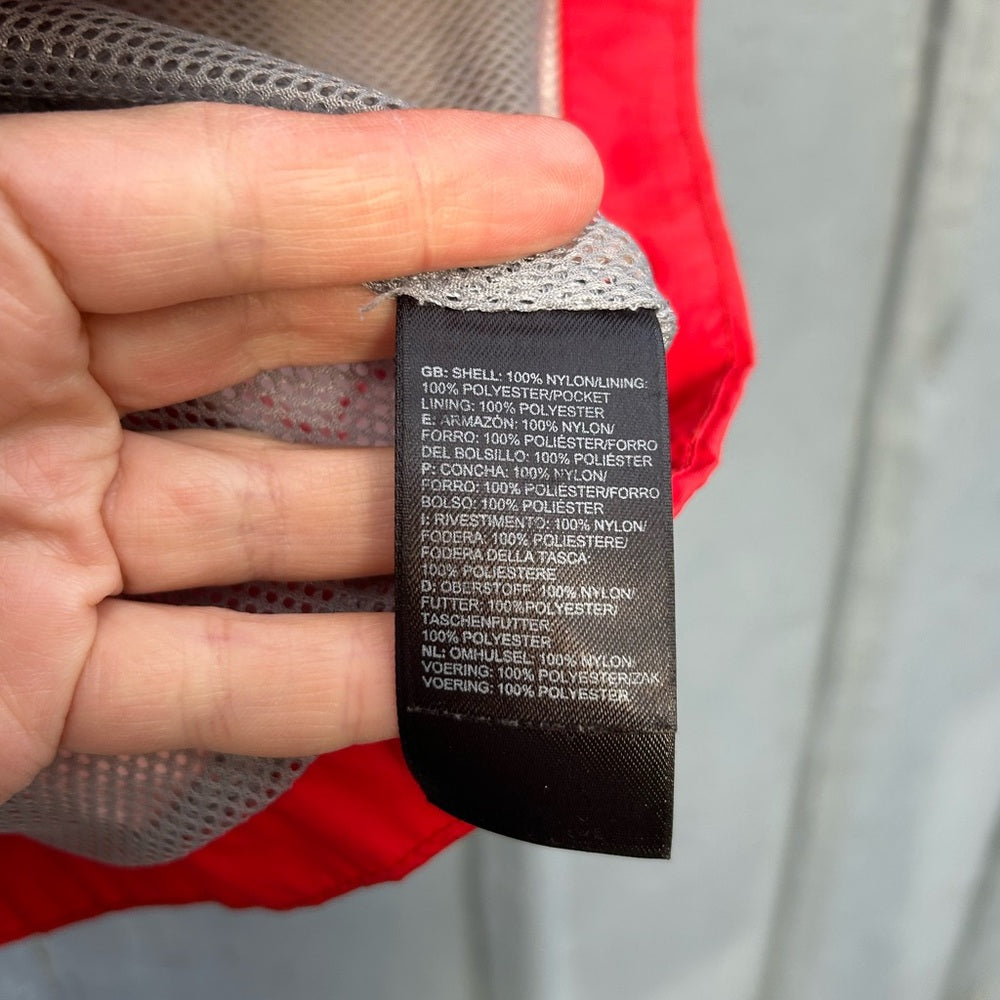 GB: SHELL: 100% NYLON/LINING:
100% POLYESTER/POCKET
LINING: 100% POLYESTER
E: ARMAZÓN: 100% NYLON/
FORRO: 100% POLIÉSTER/FORRO
DEL BOLSILLO: 100% POLIÉSTER
P: CONCHA: 100% NYLON/
FORRO: 100% POLIÉSTER/FORRO
BOLSO: 100% POLIÉSTER
I: RIVESTIMENTO: 100% NYLON/
FODERA: 100% POLIESTERE/
FODERA DELLA TASCA
100% POLIESTERE
D: OBERSTOFF: 100% NYLON/
FUTTER: 100%POLYESTER/
TASCHENFUTTER
100% POLYESTER
NL: OMHULSEL: 100% NYLON
VOERING: 100% POLYESTER/ZAK
VOERING: 100% POLYESTER